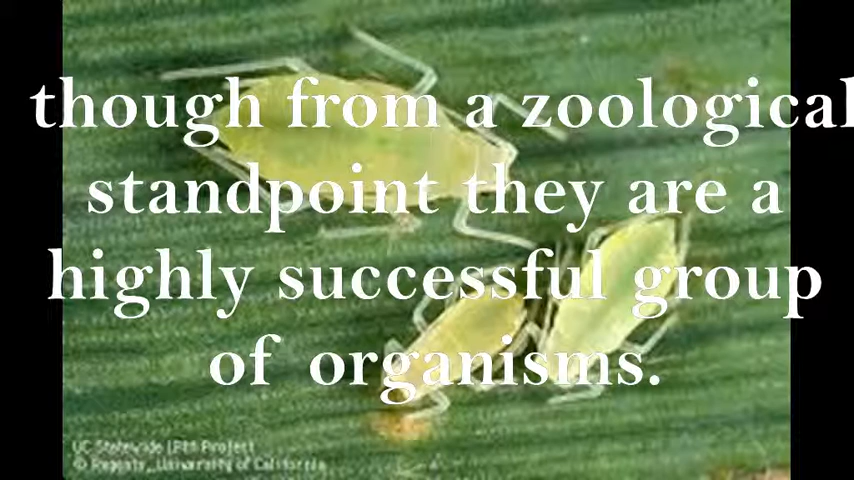 though from a zoological
standpoint they are a
highly successful group
of organisms.
UC Statewide IPM Project
© Regents, University of California